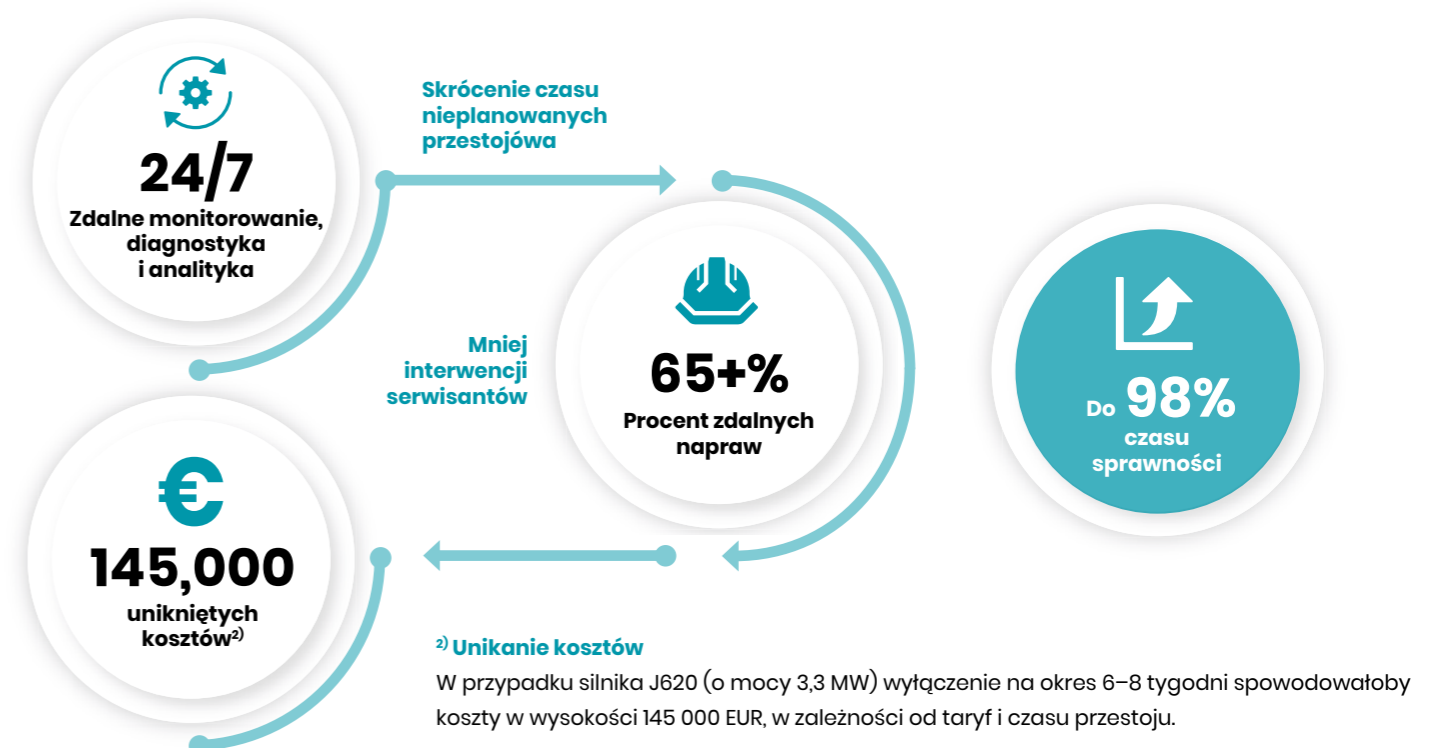 24/7
Zdalne monitorowanie,
diagnostyka
i analityka
Skrócenie czasu
nieplanowanych
przestojówa
Mniej
interwencji
serwisantów
65+%
Procent zdalnych
napraw
Do 98%
czasu
sprawności
€
145,000
unikniętych
kosztów²⁾
²⁾ Unikanie kosztów
W przypadku silnika J620 (o mocy 3,3 MW) wyłączenie na okres 6–8 tygodni spowodowałoby
koszty w wysokości 145 000 EUR, w zależności od taryf i czasu przestoju.